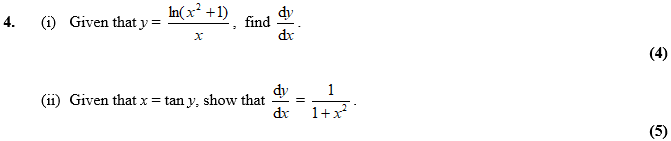 4. (i) Given that y = ln(x² +1)/x , find dy/dx .
(4)
(ii) Given that x = tan y, show that dy/dx = 1/(1+x²) .
(5)